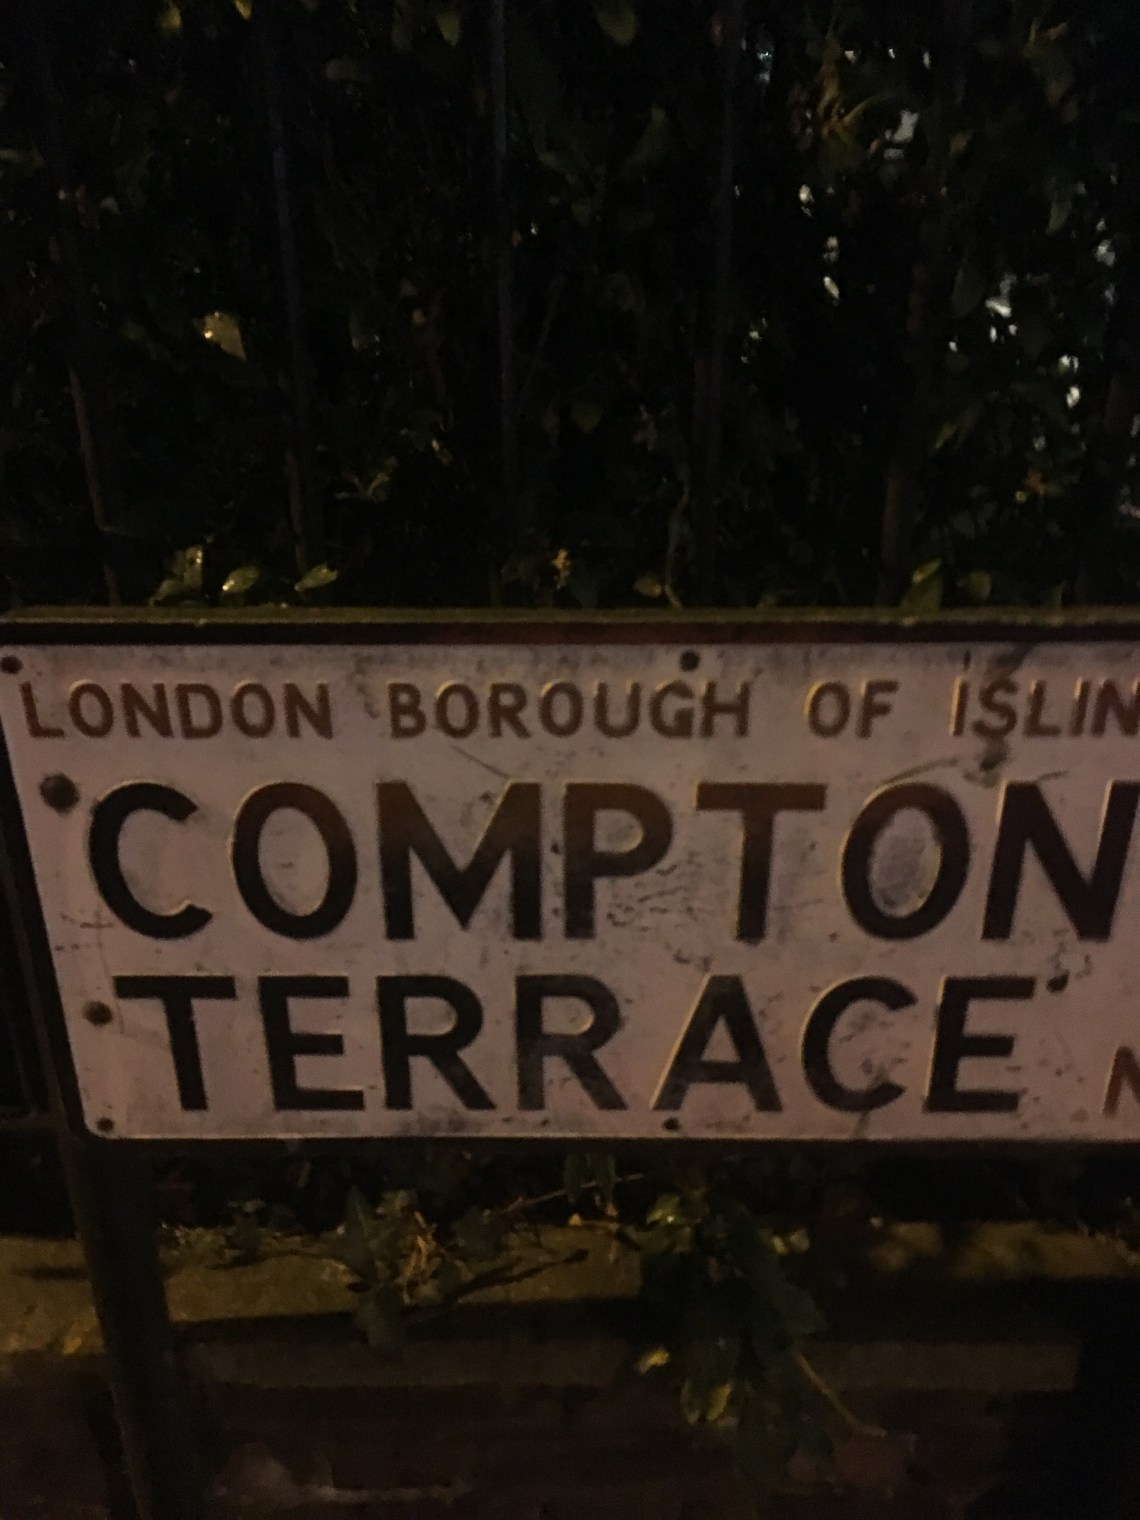 LONDON BOROUGH OF ISLIN
COMPTON
TERRACE N